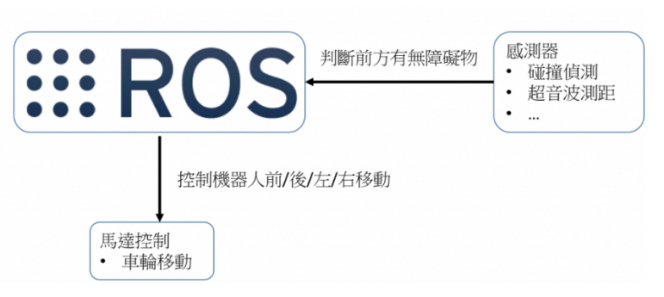 ROS
判斷前方有無障礙物
感測器
• 碰撞偵測
• 超音波測距
• ...
控制機器人前/後/左/右移動
馬達控制
• 車輪移動